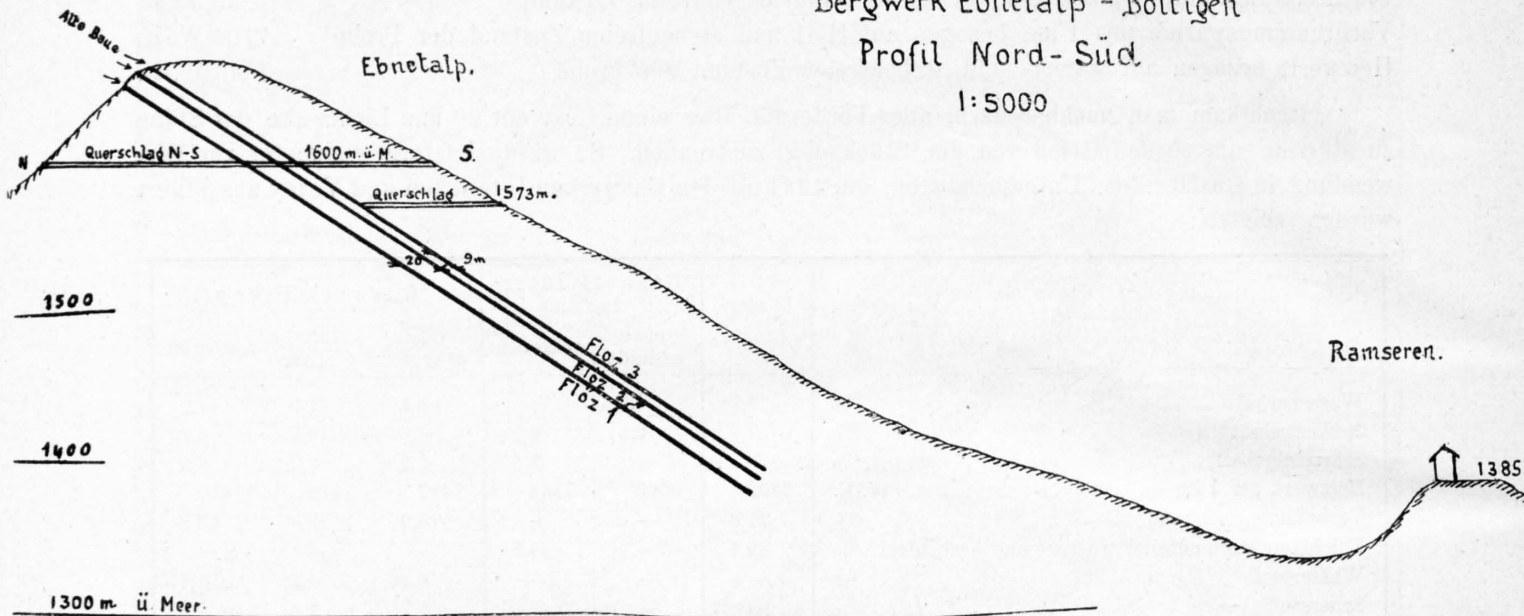 Bergwerk Ebnetalp Boltigen
Profil Nord-Süd
1:5000
Alte Baue
Ebnetalp.
N
Querschlag N-S
1600 m. ü. M.
S.
Querschlag
1573 m.
20
9 m
1500
Flöz 3
Flöz 2
Flöz 1
Ramseren.
1400
1385
1300 m ü. Meer.